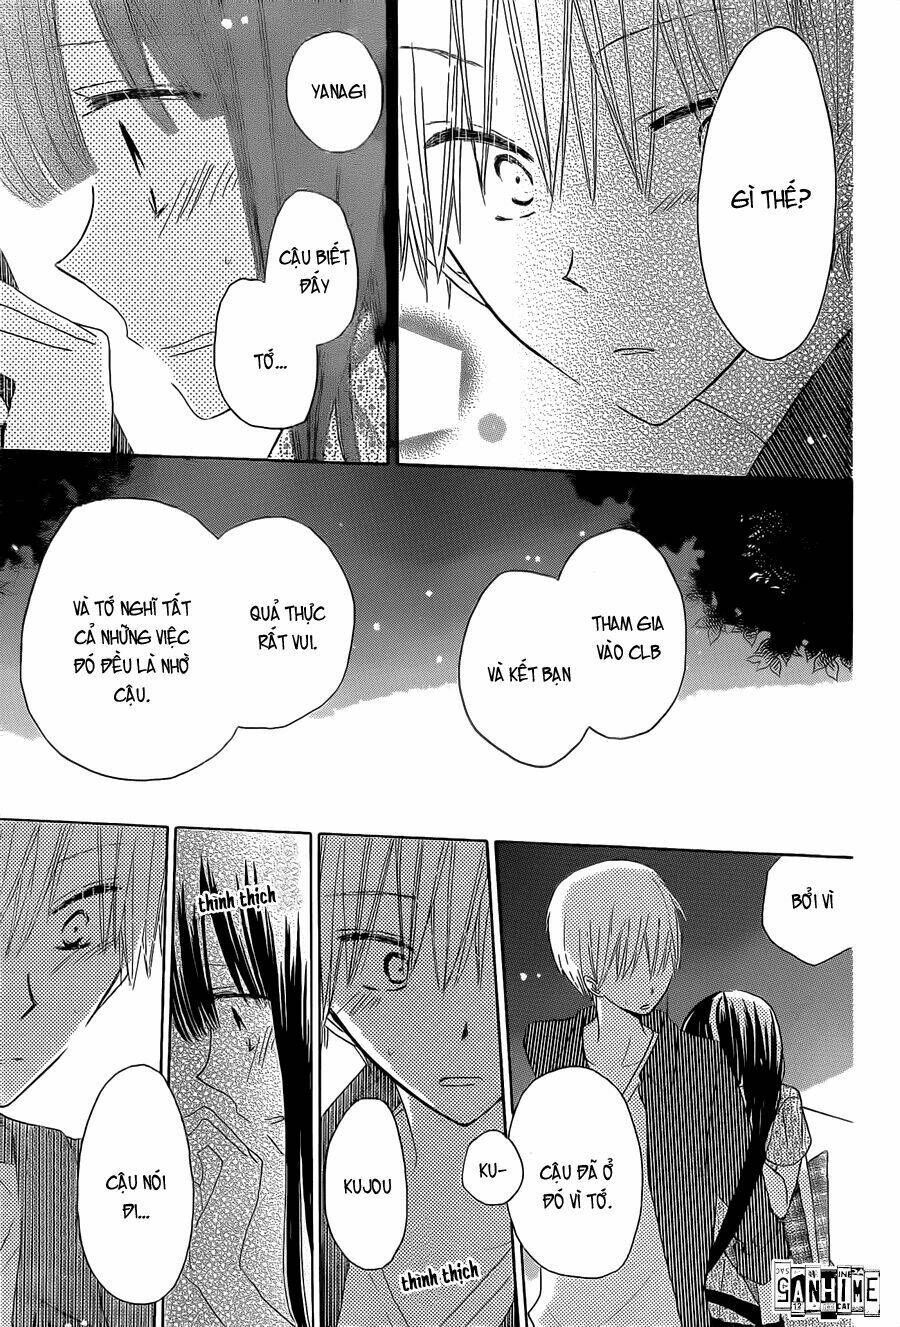 YANAGI
GÌ THẾ?
CẬU BIẾT
ĐẤY
TỚ...
THAM GIA
VÀO CLB
VÀ KẾT BẠN
QUẢ THỰC
RẤT VUI.
VÀ TỚ NGHĨ TẤT
CẢ NHỮNG VIỆC
ĐÓ ĐỀU LÀ NHỜ
CẬU.
BỞI VÌ
CẬU ĐÃ Ở
ĐÓ VÌ TỚ.
KU-
KUJOU
thình thịch
thình thịch
CẬU NÓI
ĐI...
SANHIME